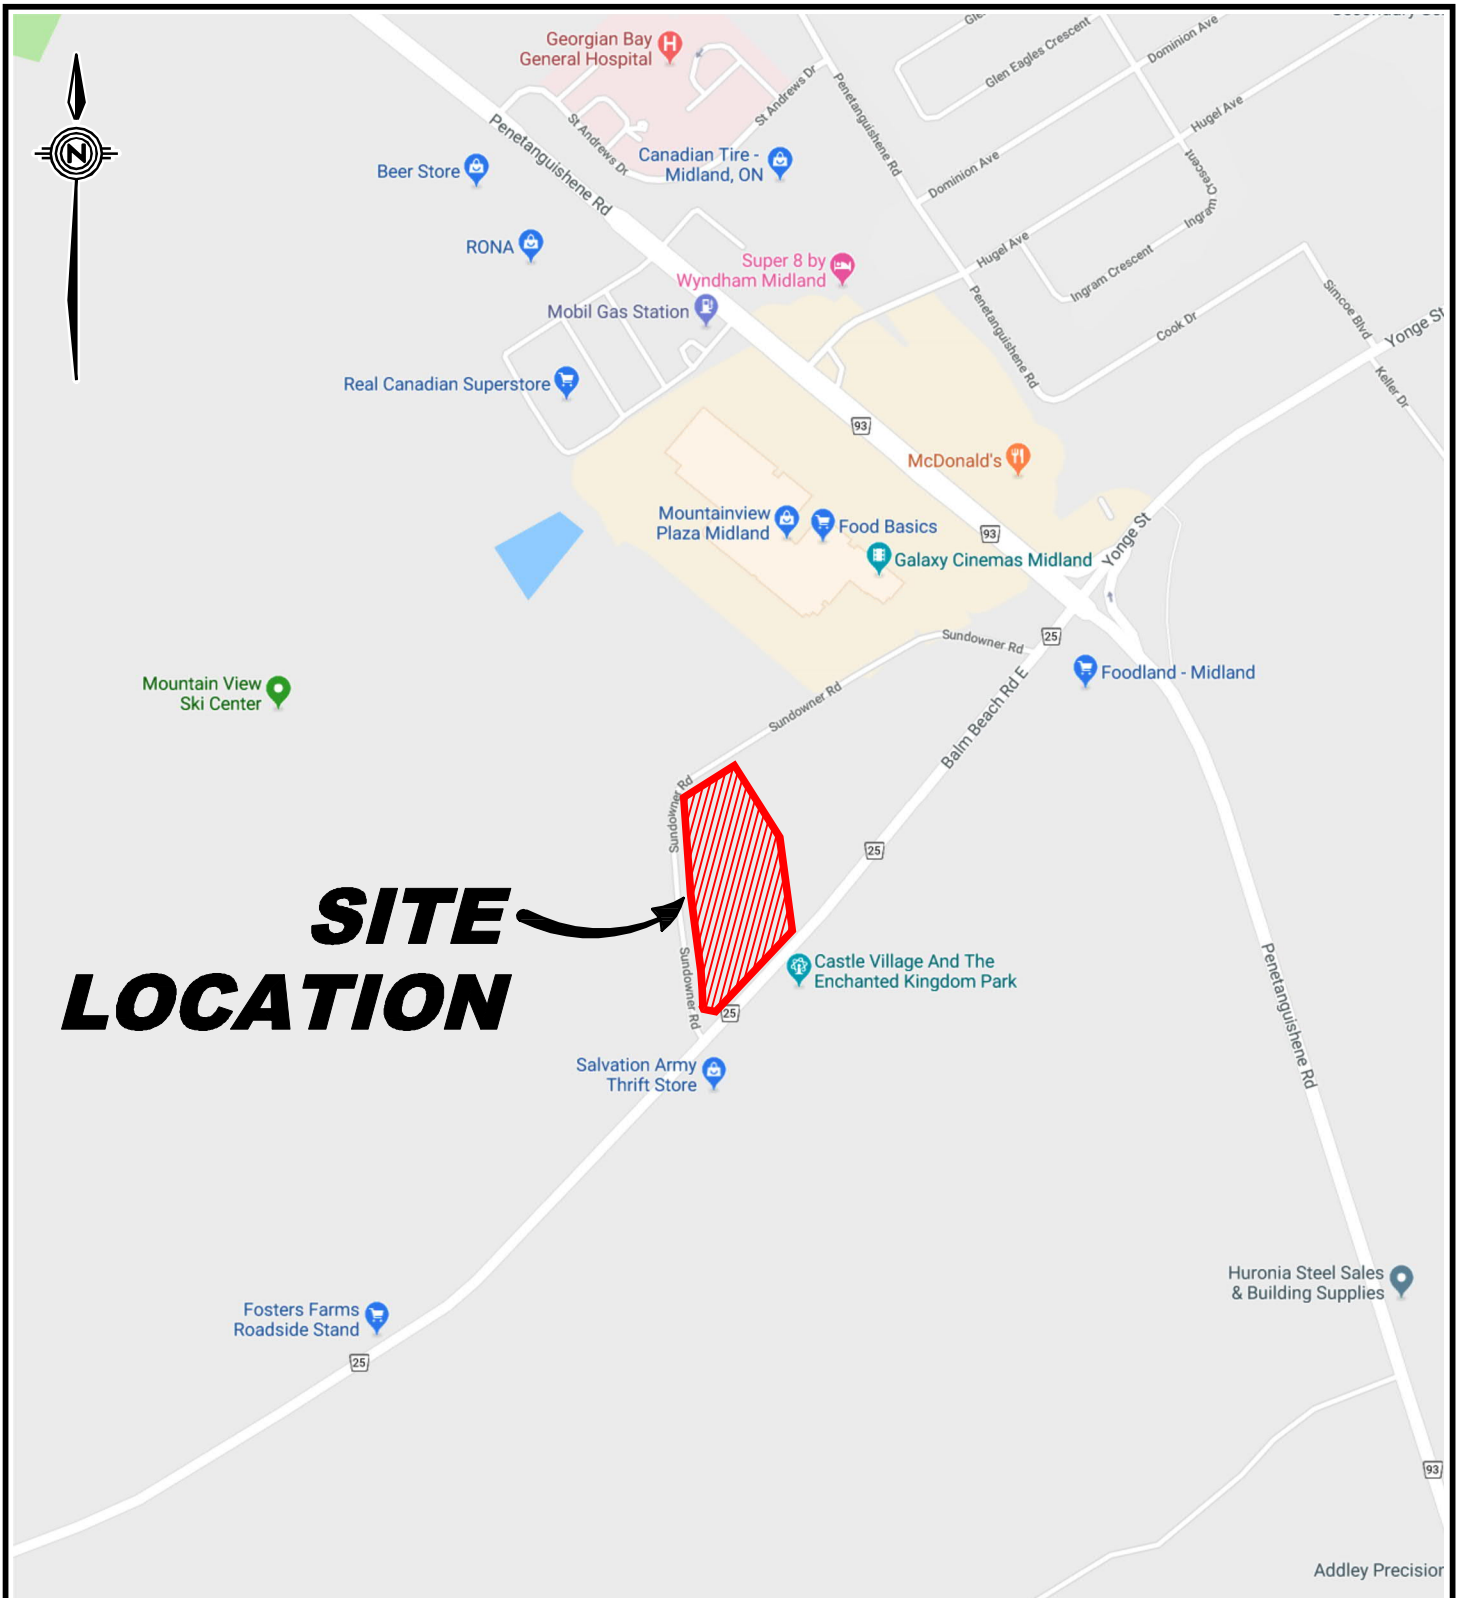 Georgian Bay
General Hospital
H
Glen Eagles Crescent
Dominion Ave
St Andrews Dr
St Andrews Dr
Penetanguishene Rd
Penetanguishene Rd
Hugel Ave
N
Beer Store
Canadian Tire -
Midland, ON
Dominion Ave
Ingram Crescent
RONA
Super 8 by
Wyndham Midland
Hugel Ave
Ingram Crescent
Mobil Gas Station
Penetanguishene Rd
Cook Dr
Simcoe Blvd
Yonge St
Real Canadian Superstore
Keller Dr
93
McDonald's
Mountainview
Plaza Midland
Food Basics
93
Yonge St
Galaxy Cinemas Midland
Sundowner Rd
25
Foodland - Midland
Mountain View
Ski Center
Sundowner Rd
Balm Beach Rd E
Sundowner Rd
25
SITE
LOCATION
Castle Village And The
Enchanted Kingdom Park
Sundowner Rd
25
Penetanguishene Rd
Salvation Army
Thrift Store
Huronia Steel Sales
& Building Supplies
Fosters Farms
Roadside Stand
25
93
Addley Precision